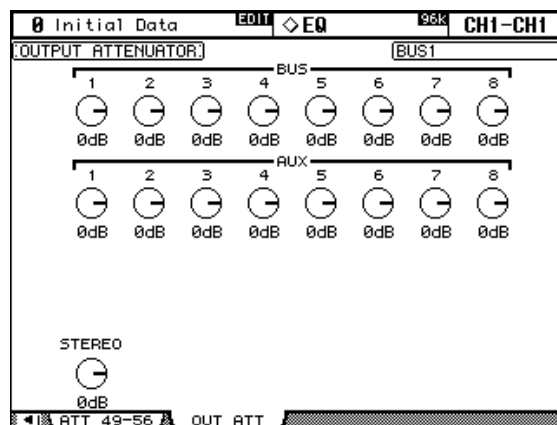 0 Initial Data EDIT ◇EQ 96k CH1-CH1
OUTPUT ATTENUATOR BUS1
BUS
1 2 3 4 5 6 7 8
0dB 0dB 0dB 0dB 0dB 0dB 0dB 0dB
AUX
1 2 3 4 5 6 7 8
0dB 0dB 0dB 0dB 0dB 0dB 0dB 0dB
STEREO
0dB
ATT 49-56 OUT ATT